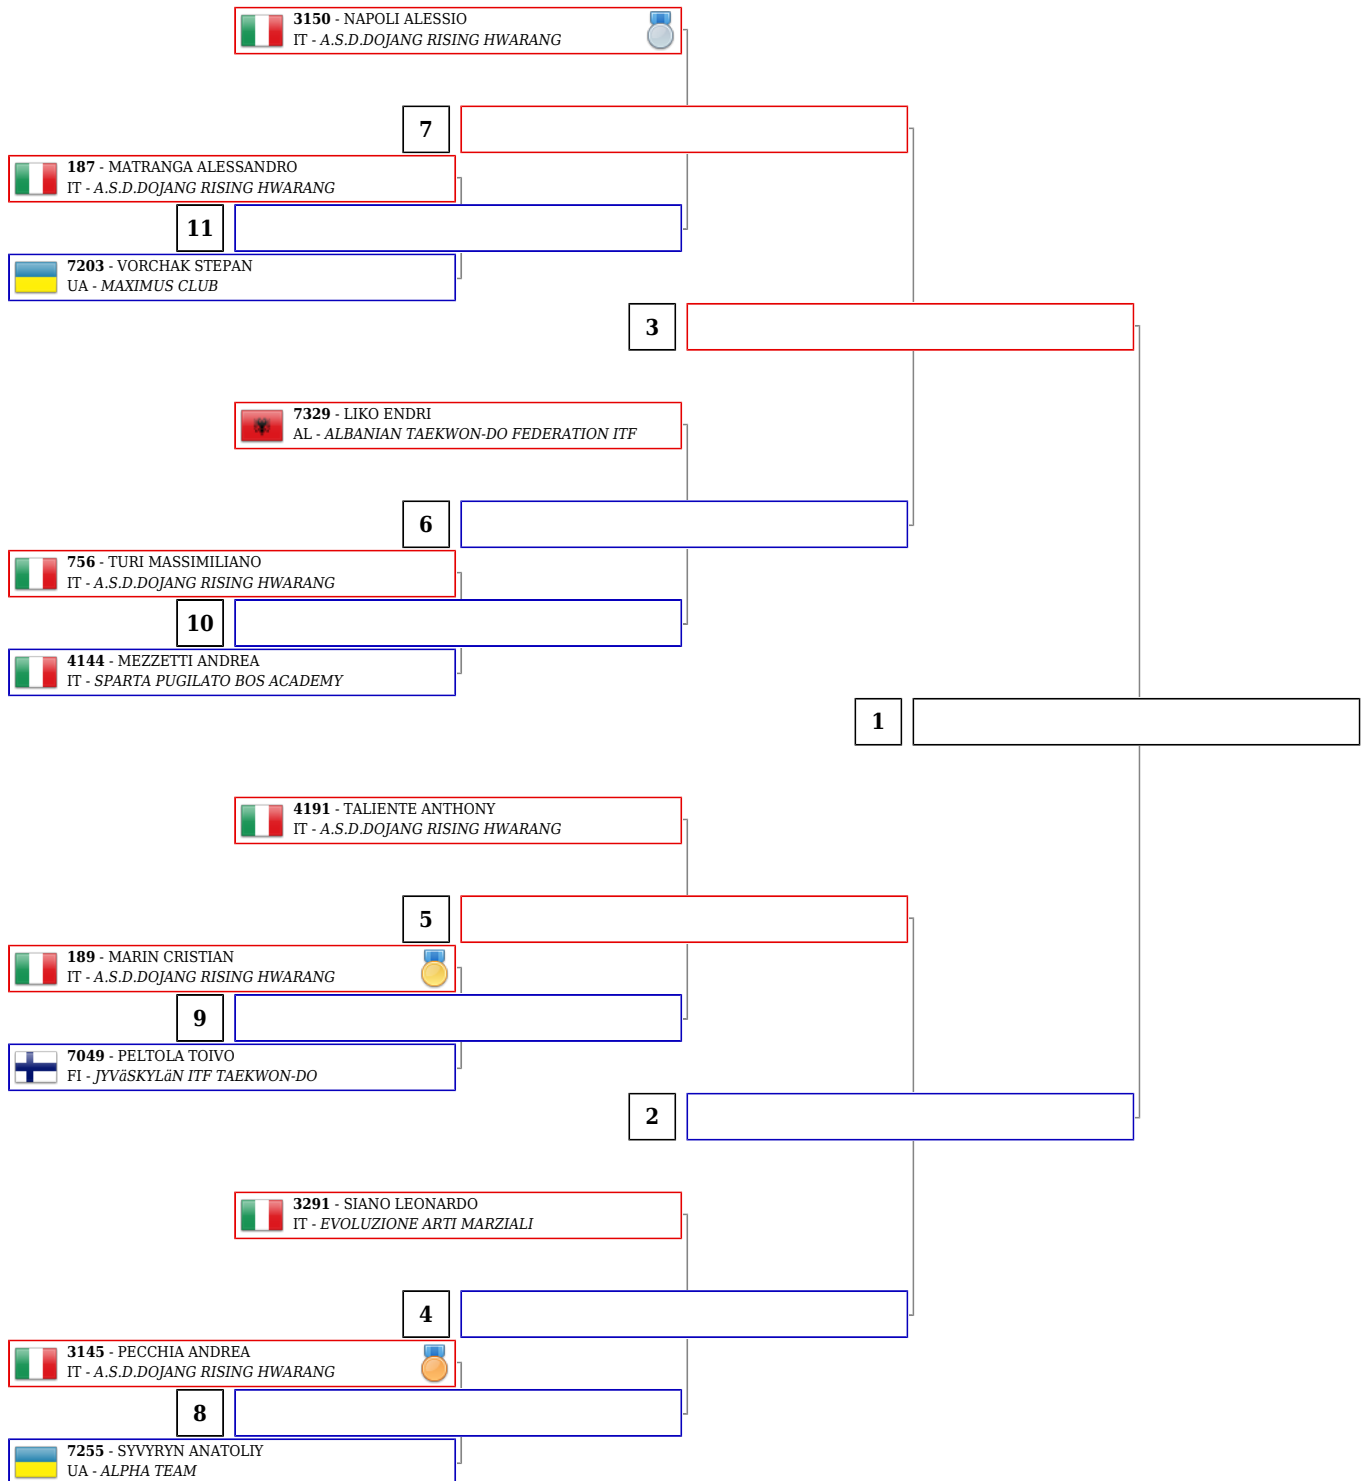 3150 - NAPOLI ALESSIO
IT - A.S.D.DOJANG RISING HWARANG
7
187 - MATRANGA ALESSANDRO
IT - A.S.D.DOJANG RISING HWARANG
11
7203 - VORCHAK STEPAN
UA - MAXIMUS CLUB
3
7329 - LIKO ENDRI
AL - ALBANIAN TAEKWON-DO FEDERATION ITF
6
756 - TURI MASSIMILIANO
IT - A.S.D.DOJANG RISING HWARANG
10
4144 - MEZZETTI ANDREA
IT - SPARTA PUGILATO BOS ACADEMY
1
4191 - TALIENTE ANTHONY
IT - A.S.D.DOJANG RISING HWARANG
5
189 - MARIN CRISTIAN
IT - A.S.D.DOJANG RISING HWARANG
9
7049 - PELTOLA TOIVO
FI - JYVäSKYLäN ITF TAEKWON-DO
2
3291 - SIANO LEONARDO
IT - EVOLUZIONE ARTI MARZIALI
4
3145 - PECCHIA ANDREA
IT - A.S.D.DOJANG RISING HWARANG
8
7255 - SYVYRYN ANATOLIY
UA - ALPHA TEAM